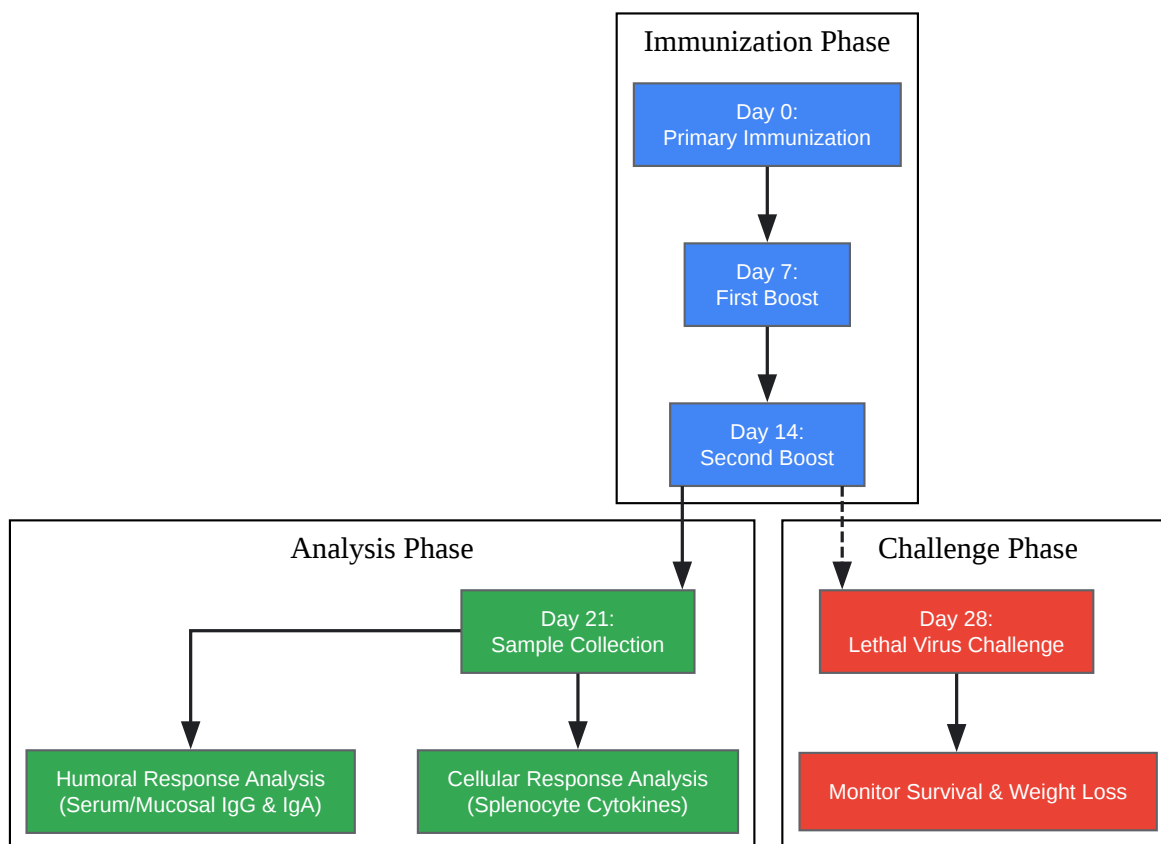 Immunization Phase
Day 0:
Primary Immunization
Day 7:
First Boost
Day 14:
Second Boost
Analysis Phase
Day 21:
Sample Collection
Humoral Response Analysis
(Serum/Mucosal IgG & IgA)
Cellular Response Analysis
(Splenocyte Cytokines)
Challenge Phase
Day 28:
Lethal Virus Challenge
Monitor Survival & Weight Loss